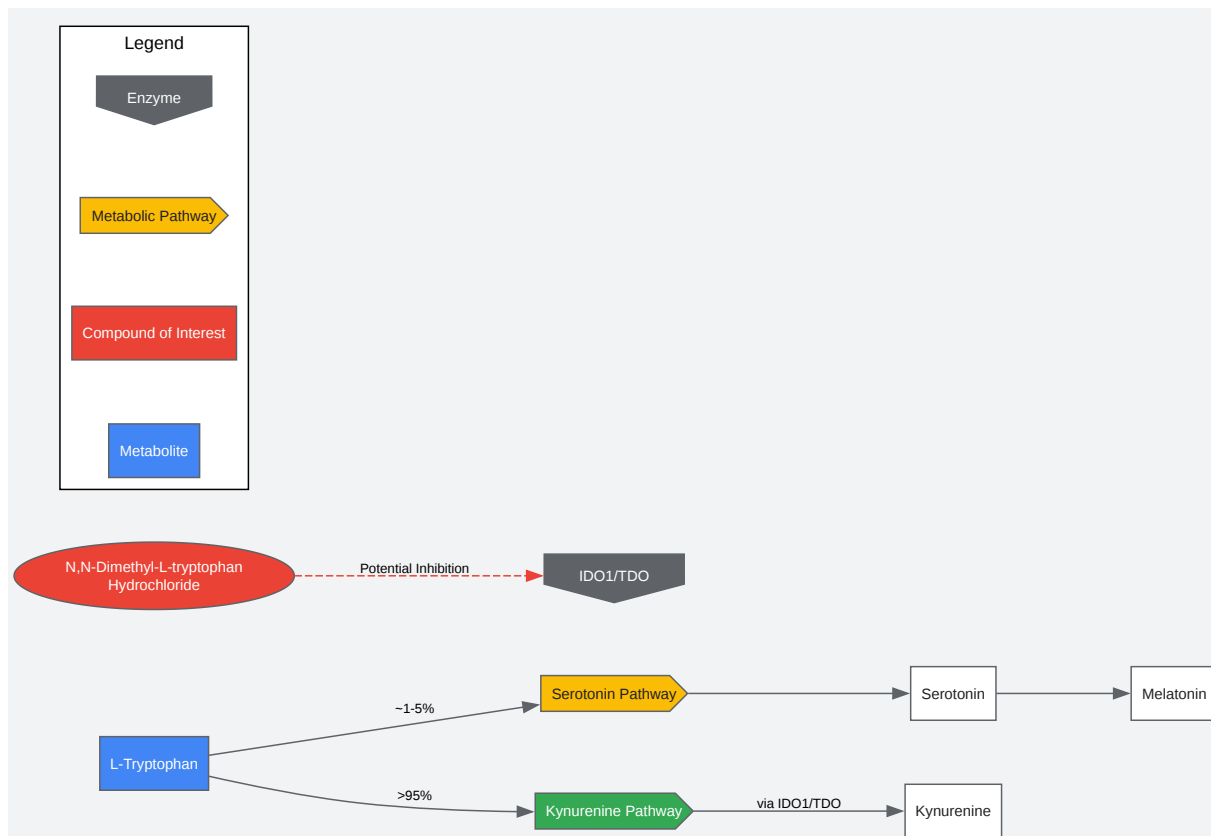 Legend
Enzyme
Metabolic Pathway
Compound of Interest
Metabolite
N,N-Dimethyl-L-tryptophan
Hydrochloride
Potential Inhibition
IDO1/TDO
L-Tryptophan
~1-5%
Serotonin Pathway
Serotonin
Melatonin
>95%
Kynurenine Pathway
via IDO1/TDO
Kynurenine